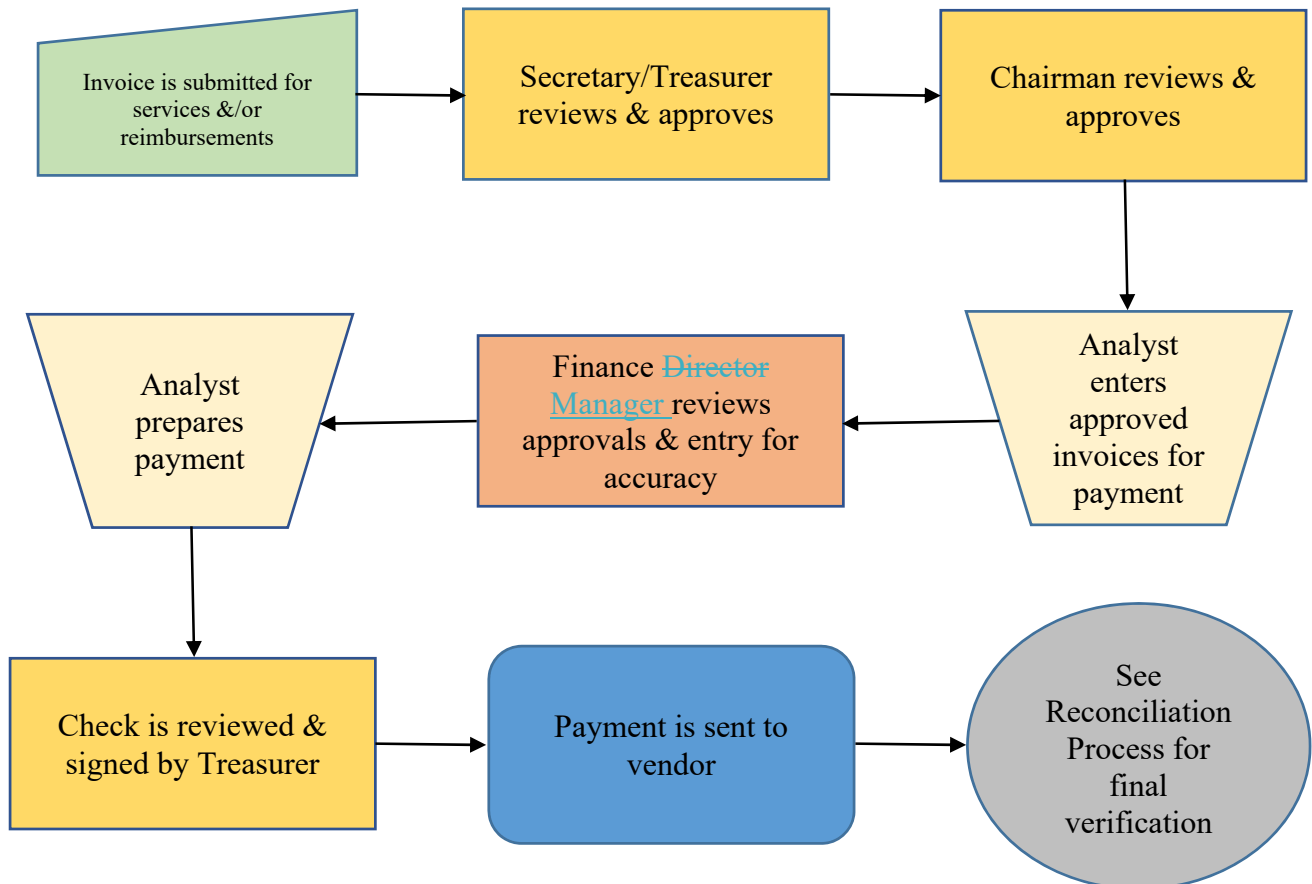 Invoice is submitted for
services &/or
reimbursements
Secretary/Treasurer
reviews & approves
Chairman reviews &
approves
Analyst
enters
approved
invoices for
payment
Finance Director
Manager reviews
approvals & entry for
accuracy
Analyst
prepares
payment
Check is reviewed &
signed by Treasurer
Payment is sent to
vendor
See
Reconciliation
Process for
final
verification